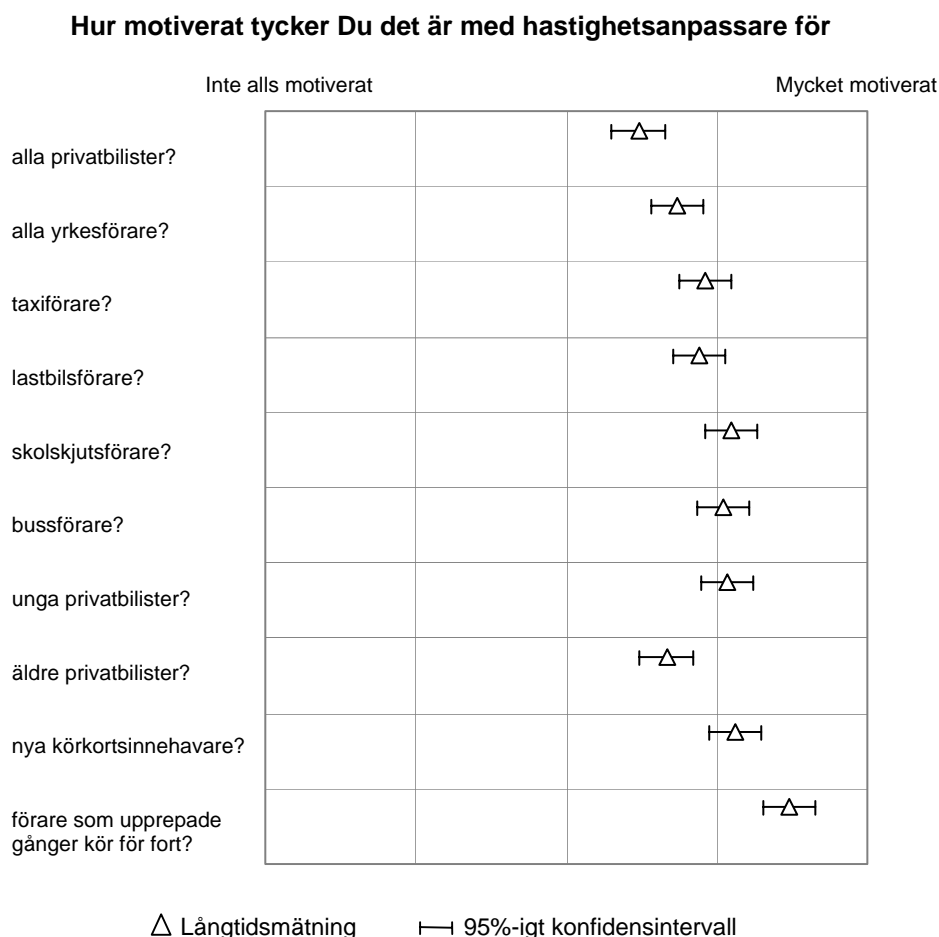 Hur motiverat tycker Du det är med hastighetsanpassare för
Inte alls motiverat Mycket motiverat
alla privatbilister?
alla yrkesförare?
taxiförare?
lastbilsförare?
skolskjutsförare?
bussförare?
unga privatbilister?
äldre privatbilister?
nya körkortsinnehavare?
förare som upprepade
gånger kör för fort?
Långtidsmätning 95%-igt konfidensintervall